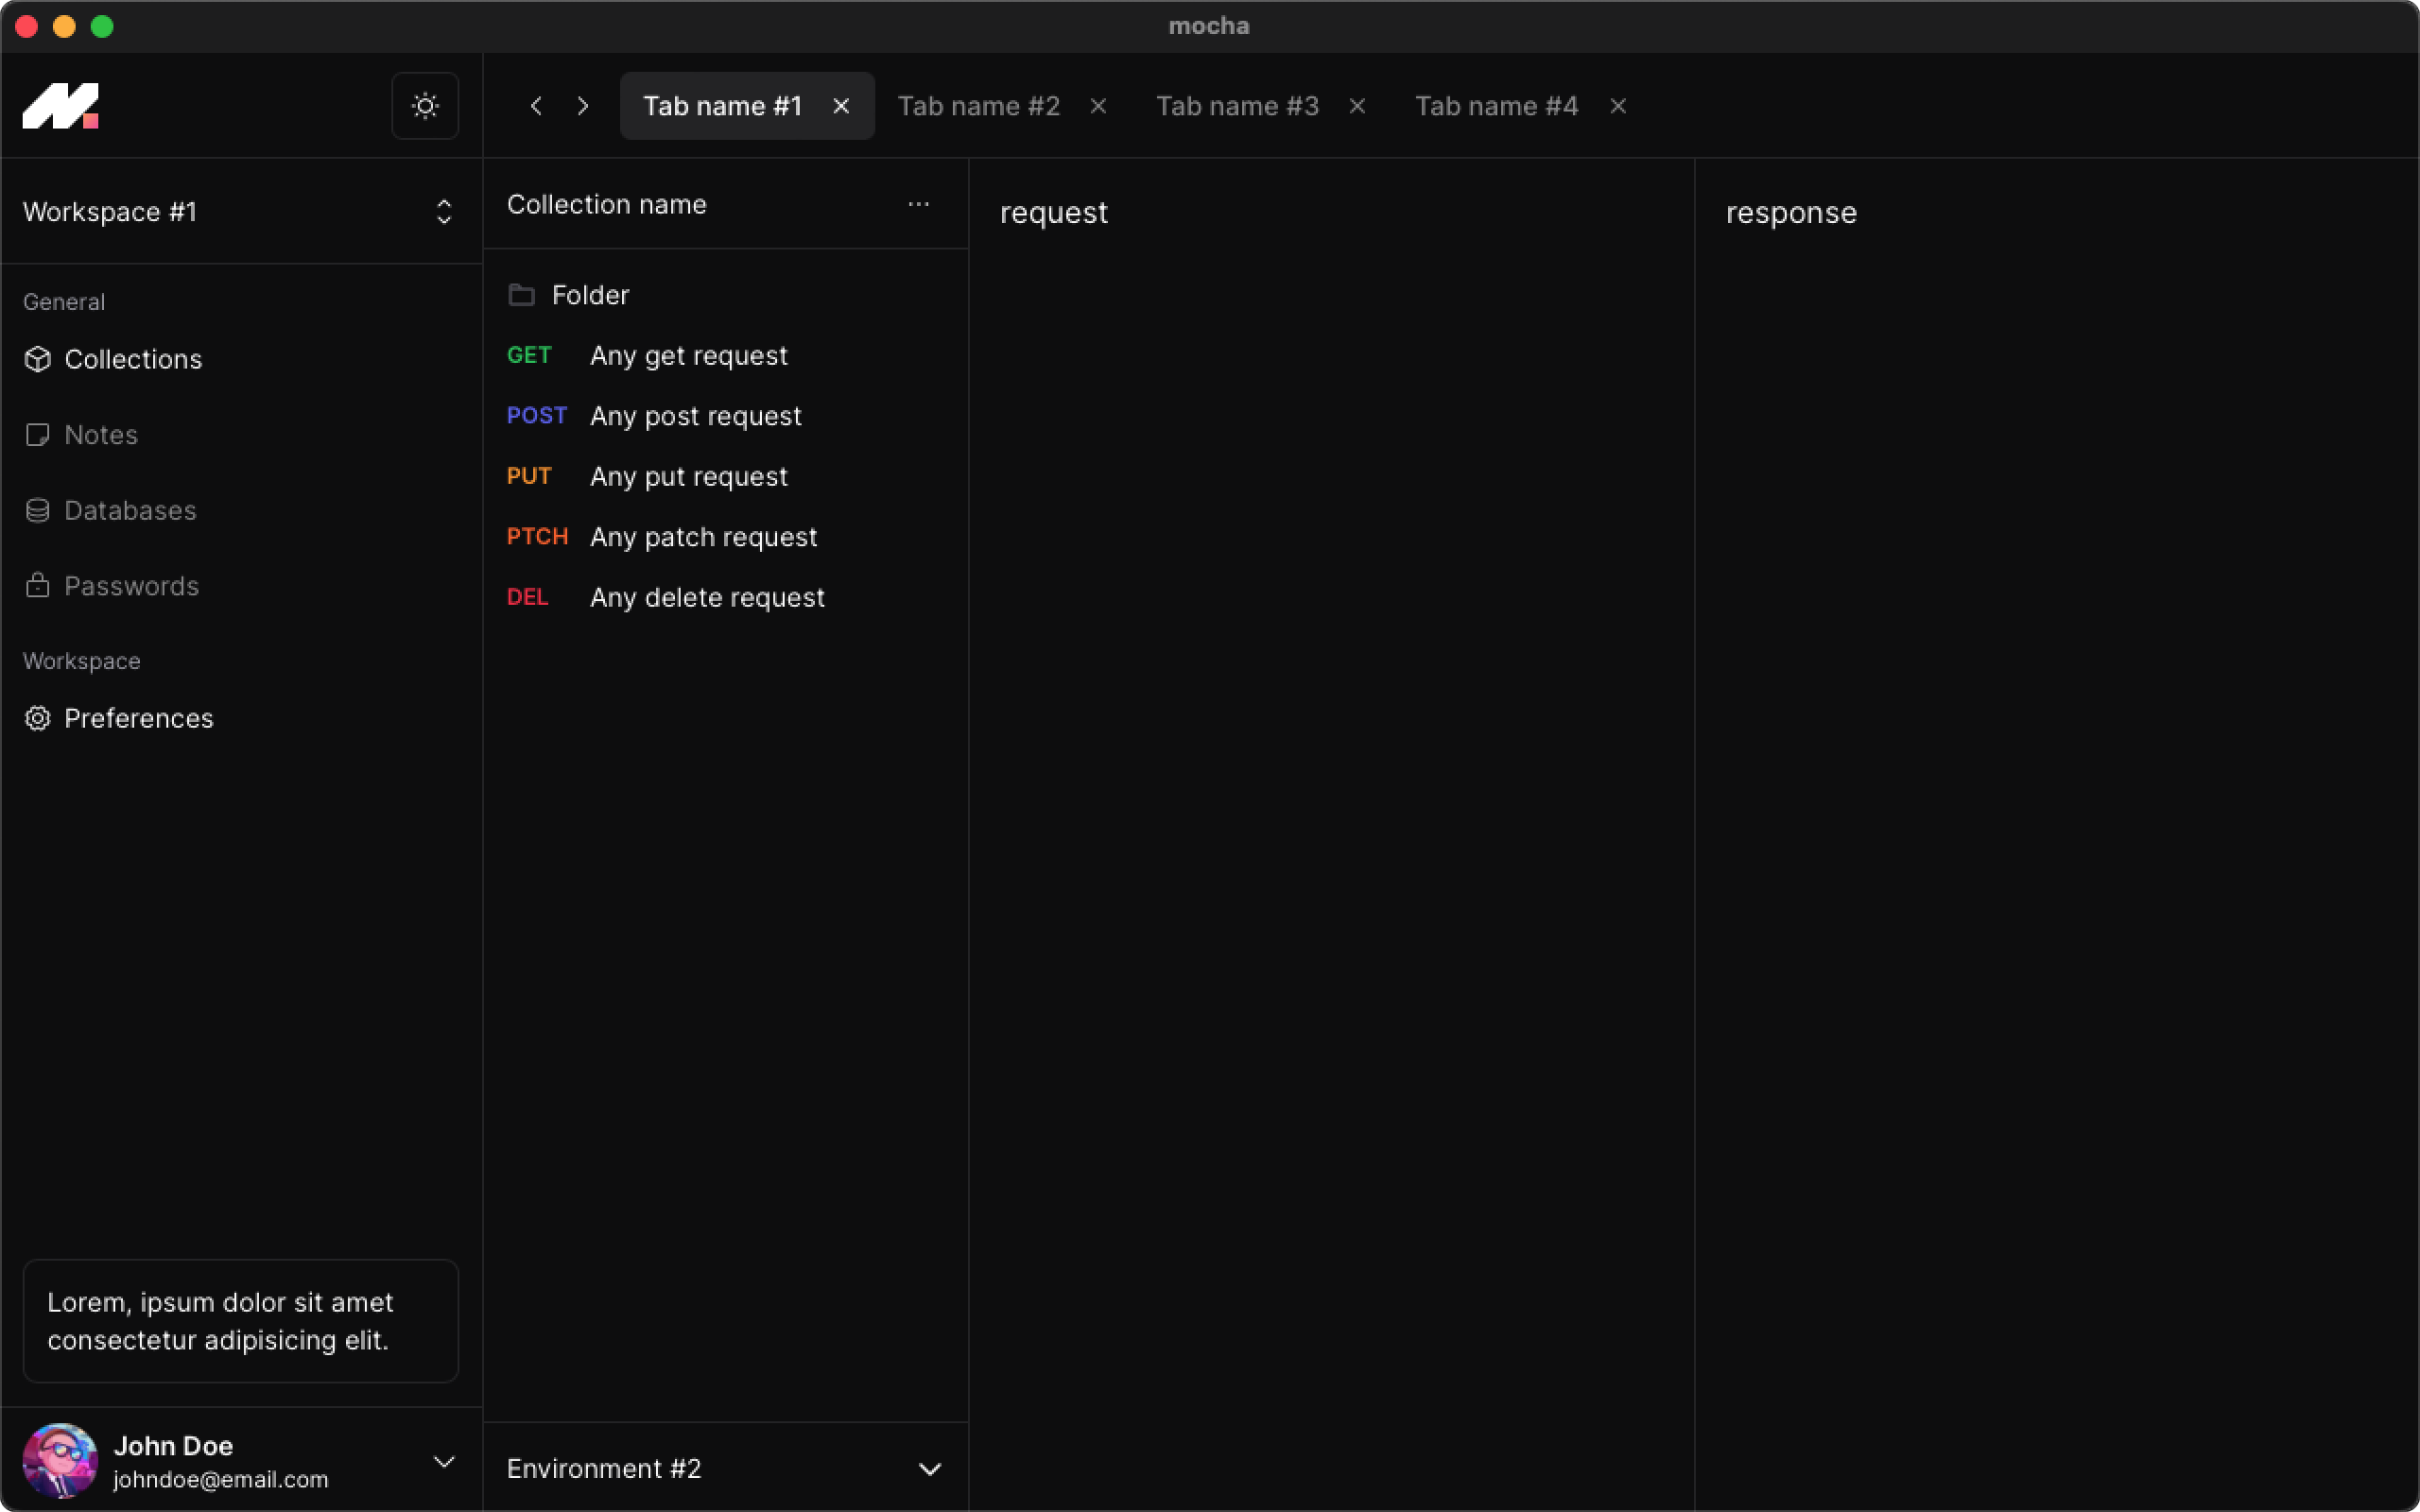 mocha
Tab name #1
Tab name #2
Tab name #3
Tab name #4
Workspace #1
General
Collections
Notes
Databases
Passwords
Workspace
Preferences
Lorem, ipsum dolor sit amet
consectetur adipisicing elit.
John Doe
johndoe@email.com
Collection name
Folder
GET Any get request
POST Any post request
PUT Any put request
PTCH Any patch request
DEL Any delete request
Environment #2
request
response